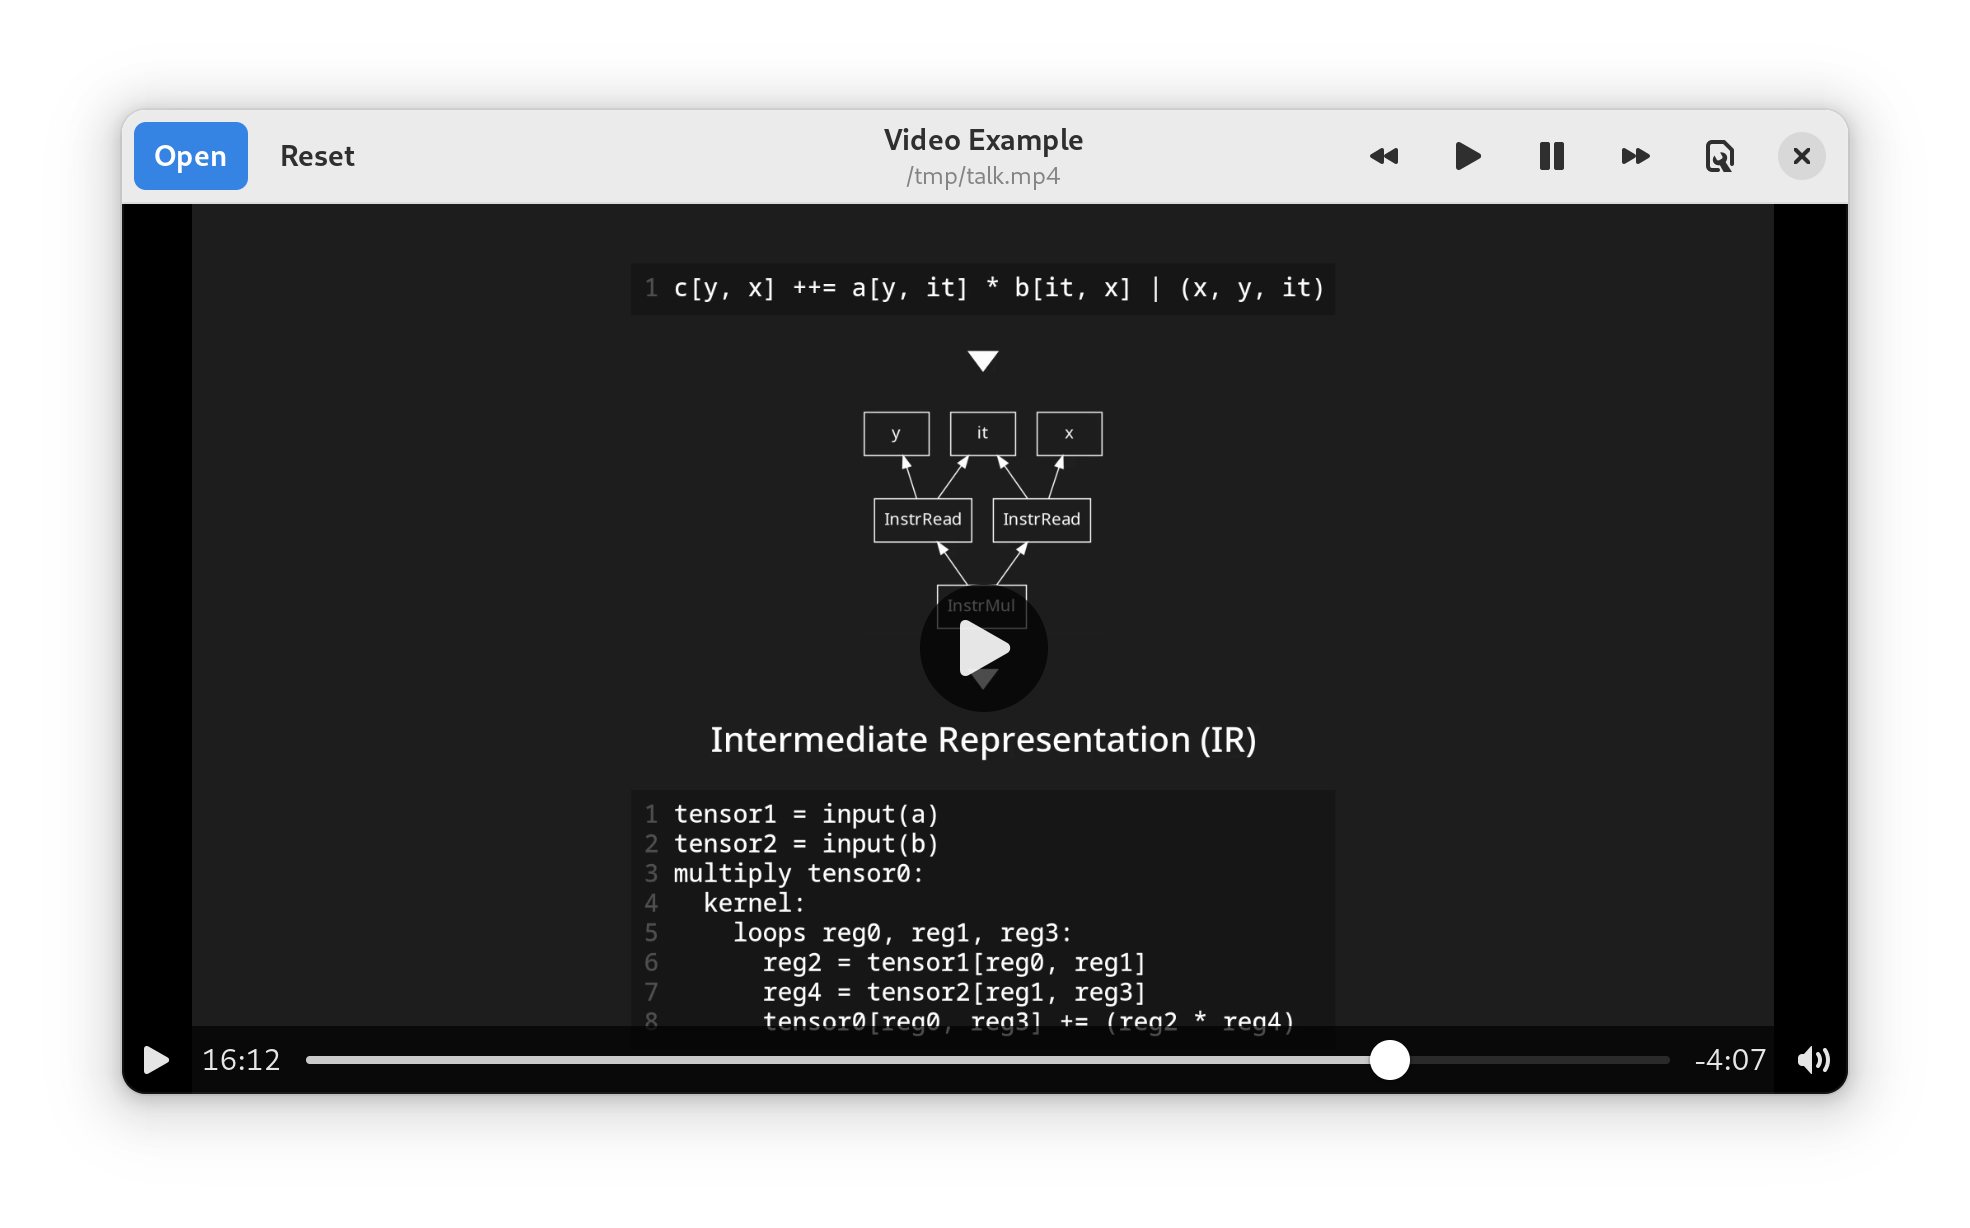 Open Reset Video Example
/tmp/talk.mp4
1 c[y, x] ++= a[y, it] * b[it, x] | (x, y, it)
y it x
InstrRead InstrRead
InstrMul
Intermediate Representation (IR)
1 tensor1 = input(a)
2 tensor2 = input(b)
3 multiply tensor0:
4   kernel:
5     loops reg0, reg1, reg3:
6       reg2 = tensor1[reg0, reg1]
7       reg4 = tensor2[reg1, reg3]
8       tensor0[reg0, reg3] += (reg2 * reg4)
16:12 -4:07